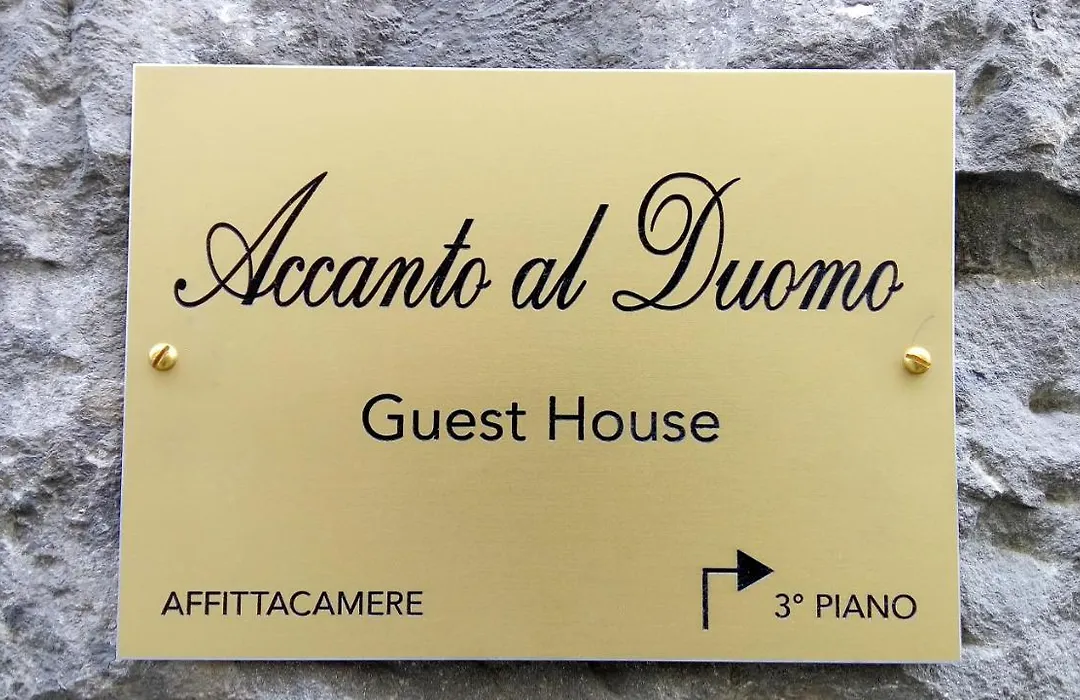 Accanto al Duomo
Guest House
AFFITTACAMERE
3° PIANO